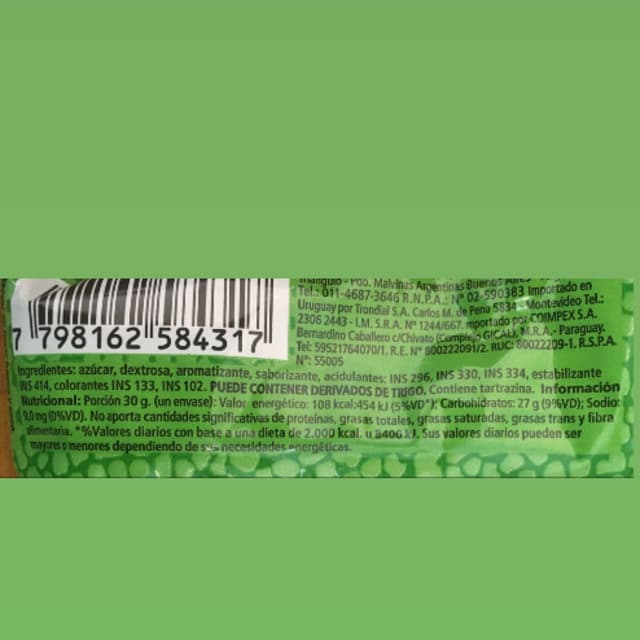 7 798162 584317
Triángulo - Pdo. Malvinas Argentinas Buenos Aires
Tel.: 011-4687-3646 R.N.P.A.: N° 02-590383 Importado en
Uruguay por Trondial S.A. Carlos M. de Pena 5834 - Montevideo Tel.:
2306 2443 - I.M. S.R.A. N° 1244/667. Importado por COIMPEX S.A.
Bernardino Caballero c/Chivato (Complejo GICAL) M.R.A.- Paraguay.
Tel: 59521764070/1. R.E. N° 800222091/2. RUC: 80022209-1. R.S.P.A.
N°: 55005
Ingredientes: azúcar, dextrosa, aromatizante, saborizante, acidulantes: INS 296, INS 330, INS 334, estabilizante
INS 414, colorantes INS 133, INS 102. PUEDE CONTENER DERIVADOS DE TRIGO. Contiene tartrazina. Información
Nutricional: Porción 30 g. (un envase): Valor energético: 108 kcal:454 kJ (5%VD*); Carbohidratos: 27 g (9%VD); Sodio:
9,0 mg (0%VD). No aporta cantidades significativas de proteínas, grasas totales, grasas saturadas, grasas trans y fibra
alimentaria. *%Valores diarios con base a una dieta de 2.000 kcal. u 8400 kJ. Sus valores diarios pueden ser
mayores o menores dependiendo de sus necesidades energéticas.